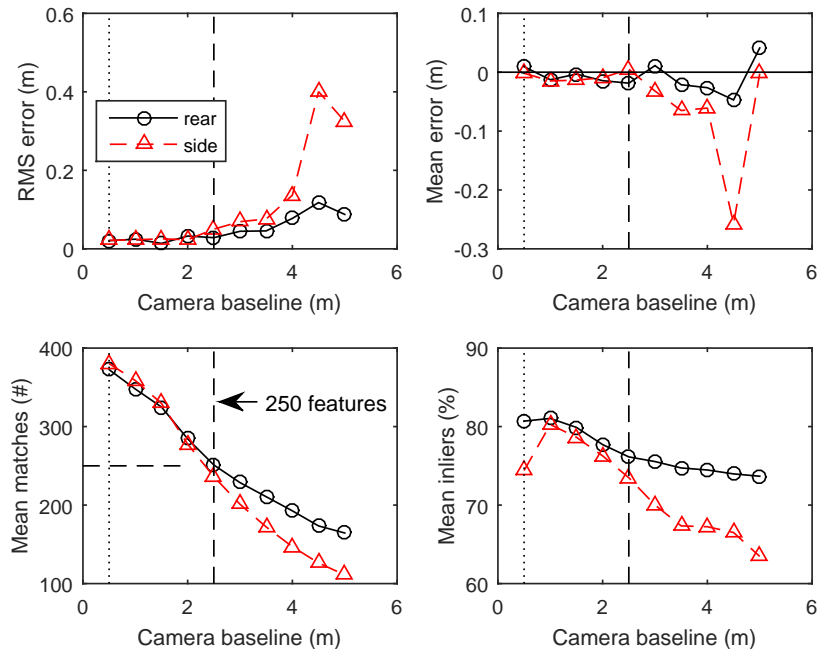 0.6
0.4
0.2
0
RMS error (m)
rear
side
0 2 4 6
Camera baseline (m)
0.1
0
-0.1
-0.2
-0.3
Mean error (m)
0 2 4 6
Camera baseline (m)
400
300
200
100
Mean matches (#)
250 features
0 2 4 6
Camera baseline (m)
90
80
70
60
Mean inliers (%)
0 2 4 6
Camera baseline (m)